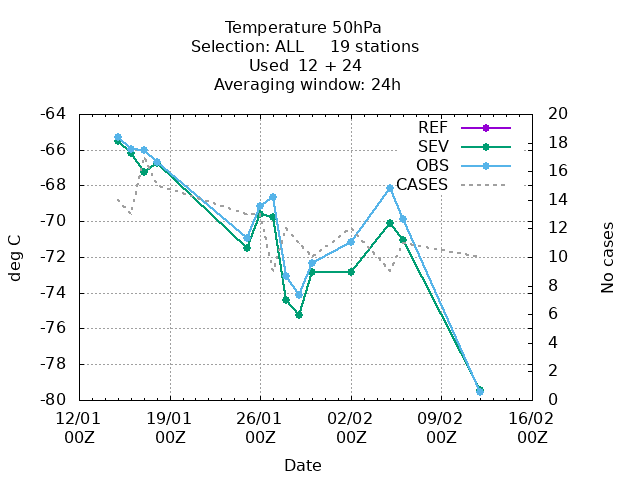 Temperature 50hPa
Selection: ALL     19 stations
Used  12 + 24
Averaging window: 24h
REF
SEV
OBS
CASES
-64
-66
-68
-70
-72
-74
-76
-78
-80
20
18
16
14
12
10
8
6
4
2
0
deg C
No cases
12/01 19/01 26/01 02/02 09/02 16/02
00Z 00Z 00Z 00Z 00Z 00Z
Date